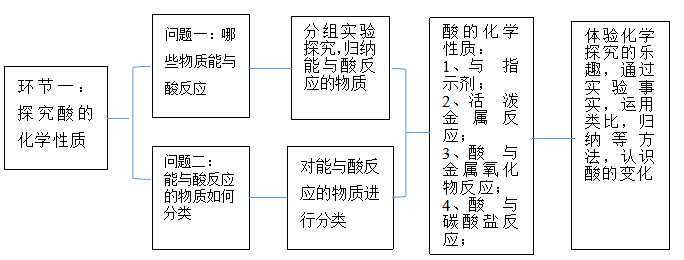 环节一：
探究酸的
化学性质
问题一：哪
些物质能与
酸反应
问题二：
能与酸反应
的物质如何
分类
分组实验
探究,归纳
能与酸反
应的物质
对能与酸反
应的物质进
行分类
酸的化学
性质：
1、与指
示剂；
2、活泼
金属反
应；
3、酸与
金属氧化
物反应；
4、酸与
碳酸盐反
应；
体验化学
探究的乐
趣，通过
实验事
实，运用
类比，归
纳等方
法，认识
酸的变化